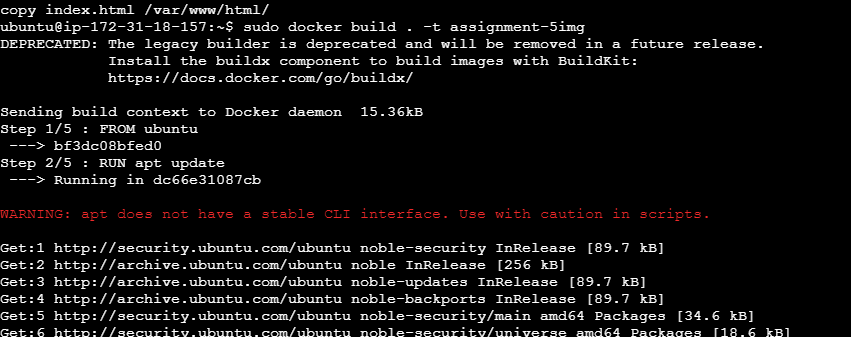 copy index.html /var/www/html/
ubuntu@ip-172-31-18-157:~$ sudo docker build . -t assignment-5img
DEPRECATED: The legacy builder is deprecated and will be removed in a future release.
Install the buildx component to build images with BuildKit:
https://docs.docker.com/go/buildx/
Sending build context to Docker daemon  15.36kB
Step 1/5 : FROM ubuntu
---> bf3dc08bfed0
Step 2/5 : RUN apt update
---> Running in dc66e31087cb
WARNING: apt does not have a stable CLI interface. Use with caution in scripts.
Get:1 http://security.ubuntu.com/ubuntu noble-security InRelease [89.7 kB]
Get:2 http://archive.ubuntu.com/ubuntu noble InRelease [256 kB]
Get:3 http://archive.ubuntu.com/ubuntu noble-updates InRelease [89.7 kB]
Get:4 http://archive.ubuntu.com/ubuntu noble-backports InRelease [89.7 kB]
Get:5 http://security.ubuntu.com/ubuntu noble-security/main amd64 Packages [34.6 kB]
Get:6 http://security.ubuntu.com/ubuntu noble-security/universe amd64 Packages [18.6 kB]